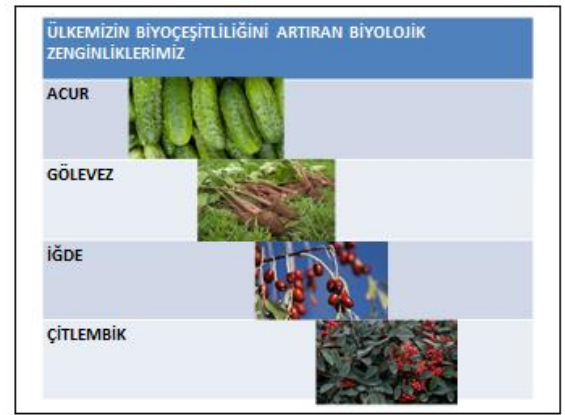 ÜLKEMİZİN BİYOÇEŞİTLİLİĞİNİ ARTIRAN BİYOLOJİK
ZENGİNLİKLERİMİZ
ACUR
GÖLEVEZ
İĞDE
ÇİTLEMBİK